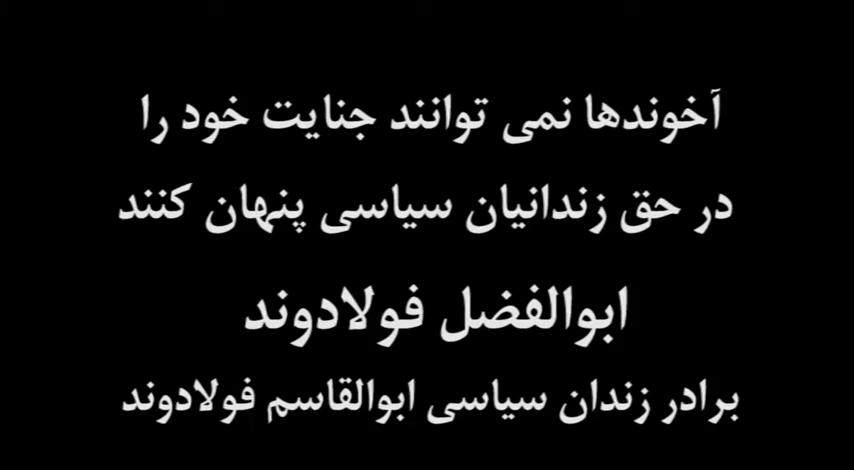 آخوندها نمی توانند جنایت خود را
در حق زندانیان سیاسی پنهان کنند
ابوالفضل فولادوند
برادر زندان سیاسی ابوالقاسم فولادوند